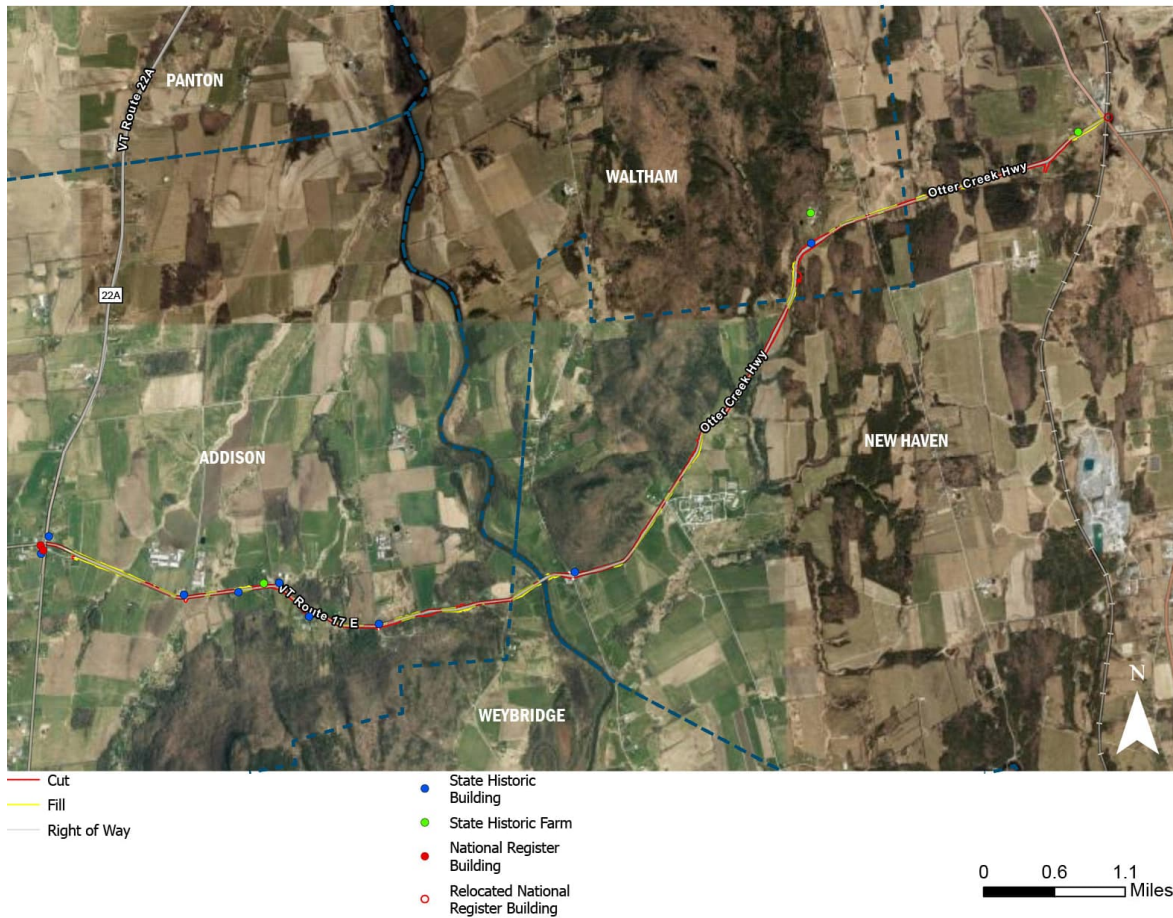 PANTON
VT Route 22A
WALTHAM
Otter Creek Hwy
22A
Otter Creek Hwy
NEW HAVEN
ADDISON
VT Route 17 E
WEYBRIDGE
N
Cut
Fill
Right of Way
State Historic
Building
State Historic Farm
National Register
Building
Relocated National
Register Building
0 0.6 1.1
Miles